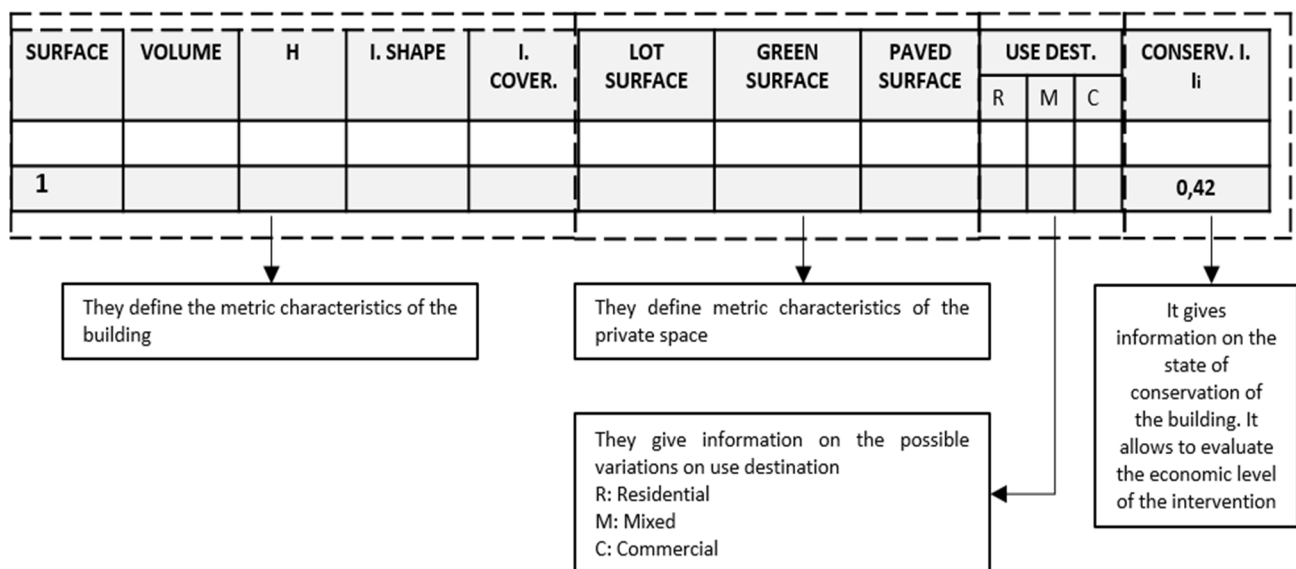 SURFACE VOLUME H I. SHAPE I. COVER. LOT SURFACE GREEN SURFACE PAVED SURFACE USE DEST. CONSERV. I. Ii
R M C
1 0,42
They define the metric characteristics of the
building
They define metric characteristics of the
private space
They give information on the possible
variations on use destination
R: Residential
M: Mixed
C: Commercial
It gives
information on the
state of
conservation of
the building. It
allows to evaluate
the economic level
of the intervention